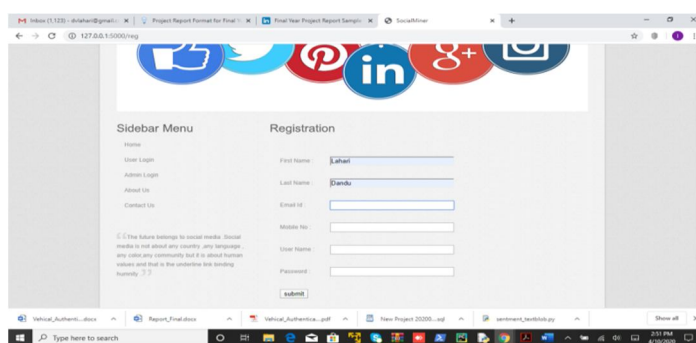 Inbox (1,123) - dvlahari@gmail.c
Project Report Format for Final Y
Final Year Project Report Sample
SocialMiner
127.0.0.1:5000/reg
in
g+
Sidebar Menu
Home
User Login
Admin Login
About Us
Contact Us
“The future belongs to social media .Social
media is not about any country ,any language ,
any color,any community but it is about human
values and that is the underline link binding
huminity ”
Registration
First Name : Lahari
Last Name : Dandu
Email Id :
Mobile No :
User Name :
Password :
submit
Vehical_Authenti....docx
Report_Final.docx
Vehical_Authentica....pdf
New Project 20200....sql
sentment_textblob.py
Show all
Type here to search
2:51 PM
4/10/2020